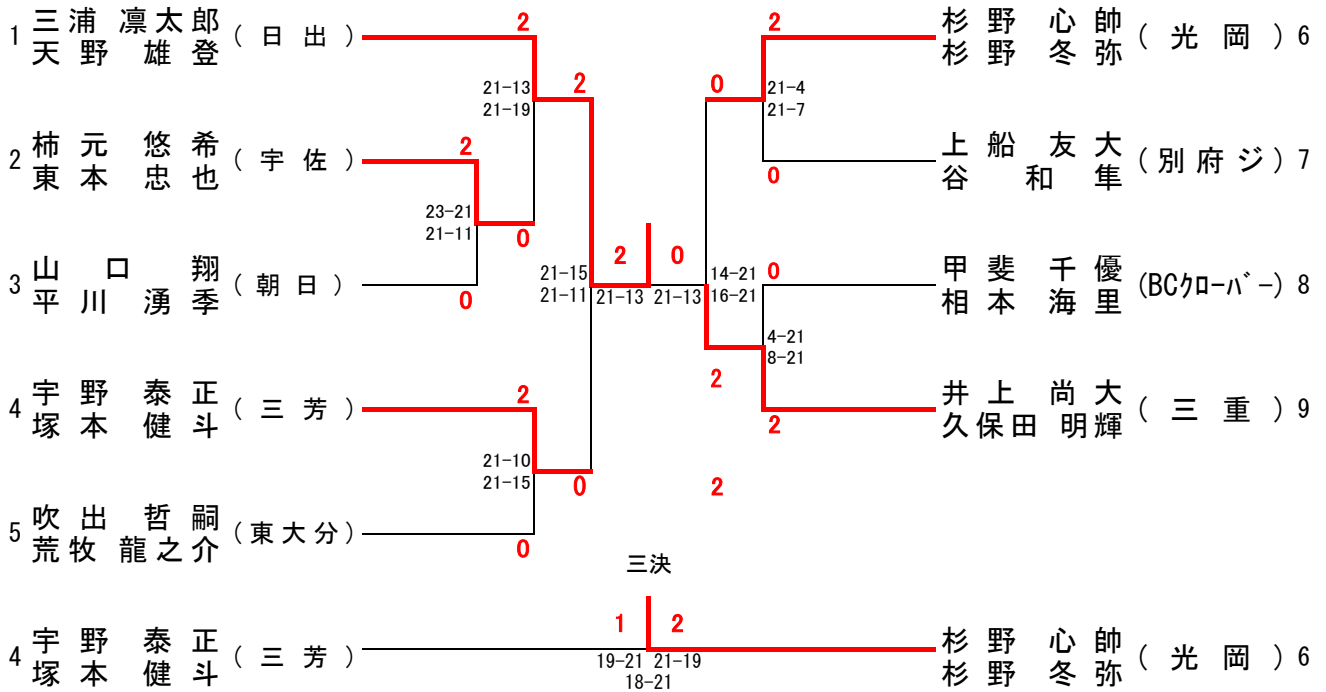 1 三浦 凛太郎 (日出)
天野 雄登
2
21-13
21-19
2
2 柿元 悠希 (宇佐)
東本 忠也
2
23-21
21-11
0
3 山口 翔 (朝日)
平川 湧季
0
21-15
21-11
4 宇野 泰正 (三芳)
塚本 健斗
2
21-10
21-15
0
5 吹出 哲嗣 (東大分)
荒牧 龍之介
0
2 0
21-13 21-13
杉野 心帥 (光岡) 6
杉野 冬弥
2
0
21-4
21-7
上船 友大 (別府ジ) 7
谷 和隼
0
14-21
16-21
甲斐 千優 (BCクローバー) 8
相本 海里
0
4-21
8-21
2
井上 尚大 (三重) 9
久保田 明輝
2
2
三決
4 宇野 泰正 (三芳)
塚本 健斗
1 2
19-21 21-19
18-21
杉野 心帥 (光岡) 6
杉野 冬弥